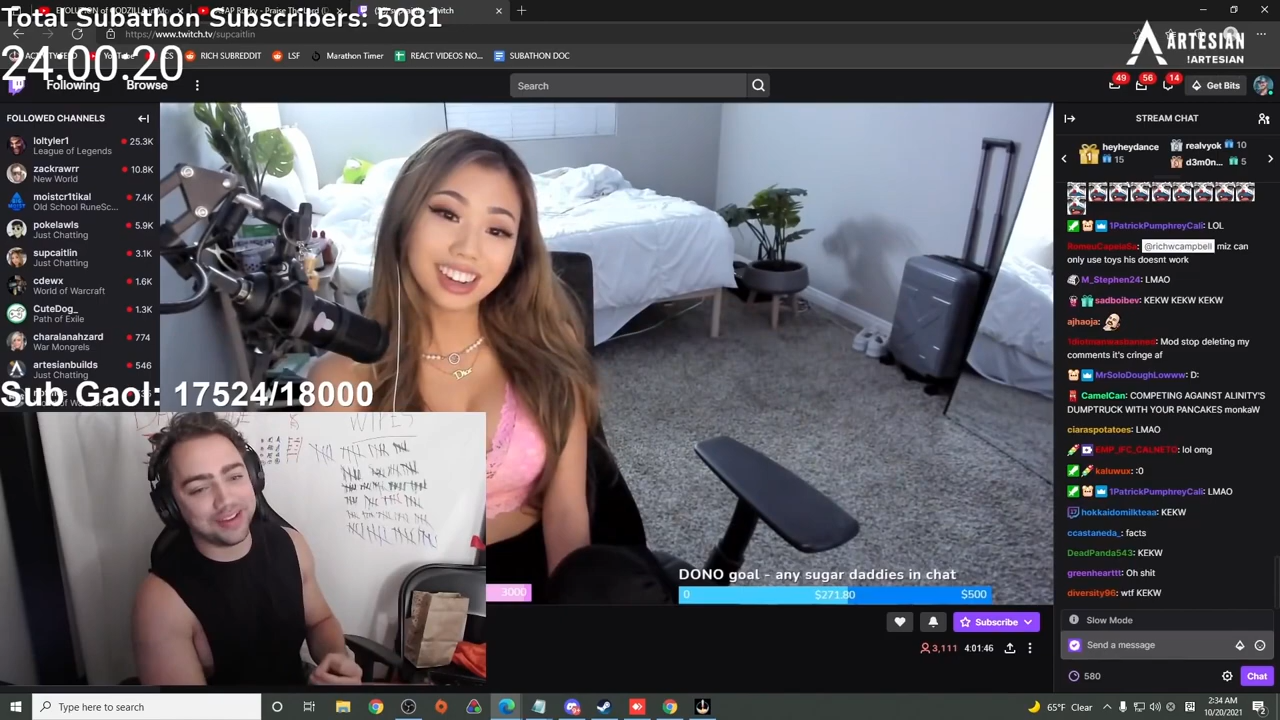 Total Subathon Subscribers: 5081
24:00:20
https://www.twitch.tv/supcaitlin
YouTube
RICH SUBREDDIT
LSF
Marathon Timer
REACT VIDEOS NO...
SUBATHON DOC
ARTESIAN
!ARTESIAN
Following
Browse
Search
49
56
14
Get Bits
FOLLOWED CHANNELS
loltyler1
25.3K
League of Legends
zackrawrr
10.8K
New World
moistcr1tikal
7.4K
Old School RuneSc...
pokelawls
5.9K
Just Chatting
supcaitlin
3.1K
Just Chatting
cdewx
1.6K
World of Warcraft
CuteDog_
1.3K
Path of Exile
charalanahzard
774
War Mongrels
artesianbuilds
546
Just Chatting
Sub Gaol: 17524/18000
WIPES
3000
DONO goal - any sugar daddies in chat
0
$271.80
$500
Subscribe
3,111
4:01:46
STREAM CHAT
heyheydance
15
realvyok 10
d3m0n... 5
1PatrickPumphreyCali: LOL
RomeuCapelaSa: @richwcampbell miz can
only use toys his doesnt work
M_Stephen24: LMAO
sadboibev: KEKW KEKW KEKW
ajhaoja:
Mod stop deleting my
comments it's cringe af
MrSoloDoughLowww: D:
CamelCan: COMPETING AGAINST ALINITY'S
DUMPTRUCK WITH YOUR PANCAKES monkaW
ciaraspotatoes: LMAO
EMP_IFC_CALNETO: lol omg
kaluwux: :0
1PatrickPumphreyCali: LMAO
hokkaidomilkteaa: KEKW
ccastaneda_: facts
DeadPanda543: KEKW
greenhearttt: Oh shit
diversity96: wtf KEKW
Slow Mode
Send a message
580
Chat
Type here to search
65°F Clear
2:34 AM
10/20/2021